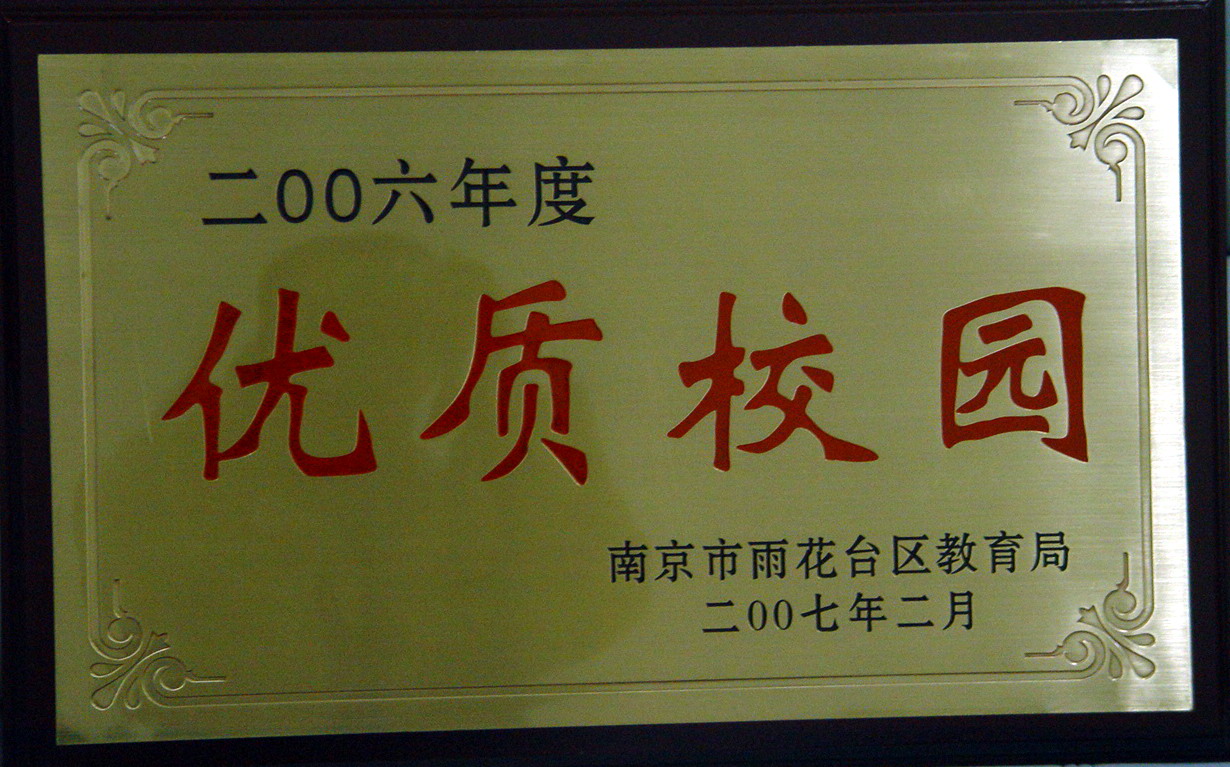 二00六年度
优质校园
南京市雨花台区教育局
二00七年二月